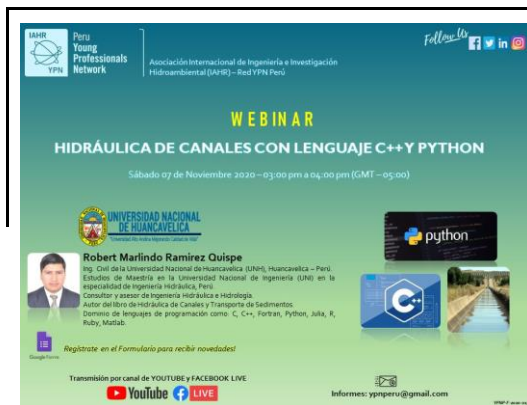 IAHR
YPN
Peru
Young
Professionals
Network
Asociación Internacional de Ingeniería e Investigación
Hidroambiental (IAHR) – Red YPN Perú
Follow Us
WEBINAR
HIDRÁULICA DE CANALES CON LENGUAJE C++ Y PYTHON
Sábado 07 de Noviembre 2020 – 03:00 pm a 04:00 pm (GMT – 05:00)
UNIVERSIDAD NACIONAL
DE HUANCAVELICA
Robert Marlindo Ramirez Quispe
Ing. Civil de la Universidad Nacional de Huancavelica (UNH), Huancavelica – Perú.
Estudios de Maestría en la Universidad Nacional de Ingeniería (UNI) en la
especialidad de Ingeniería Hidráulica, Perú.
Consultor y asesor de Ingeniería Hidráulica e Hidrología.
Autor del libro de Hidráulica de Canales y Transporte de Sedimentos
Dominio de lenguajes de programación como: C, C++, Fortran, Python, Julia, R,
Ruby, Matlab.
python
C++
Google Forms
Regístrate en el Formulario para recibir novedades!
Transmisión por canal de YOUTUBE y FACEBOOK LIVE
YouTube
LIVE
Informes: ypnperu@gmail.com